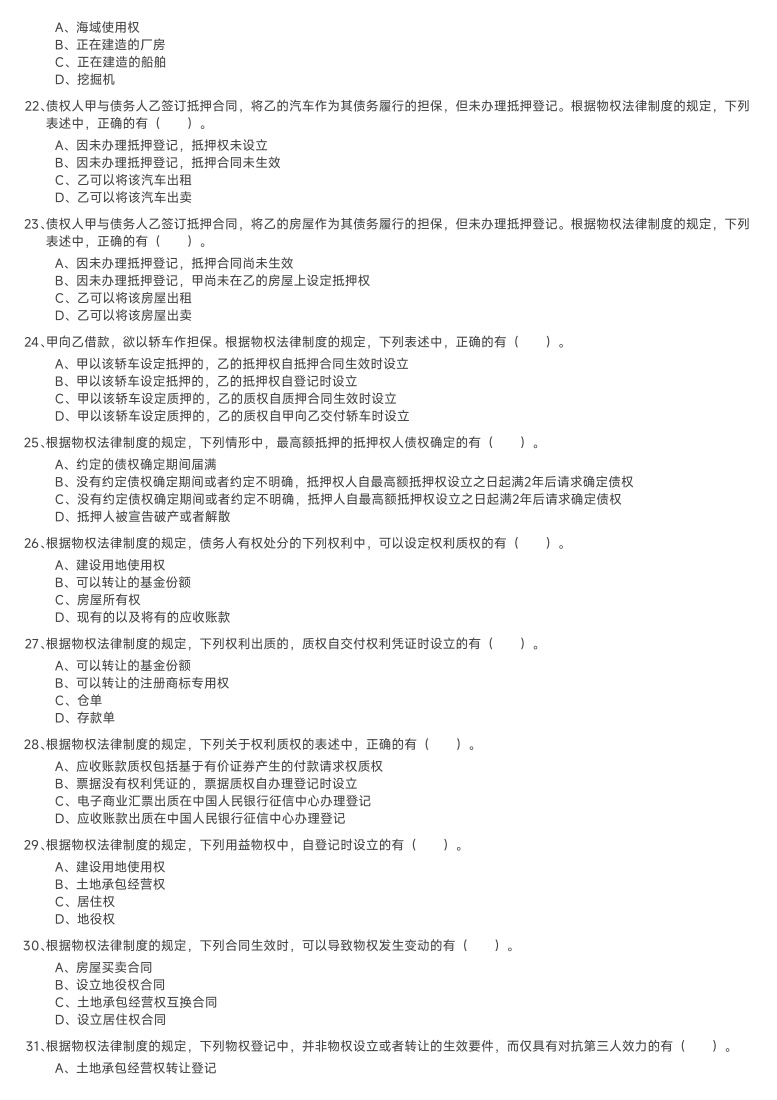 A、海域使用权
B、正在建造的厂房
C、正在建造的船舶
D、挖掘机
22、债权人甲与债务人乙签订抵押合同，将乙的汽车作为其债务履行的担保，但未办理抵押登记。根据物权法律制度的规定，下列
表述中，正确的有（　　）。
A、因未办理抵押登记，抵押权未设立
B、因未办理抵押登记，抵押合同未生效
C、乙可以将该汽车出租
D、乙可以将该汽车出卖
23、债权人甲与债务人乙签订抵押合同，将乙的房屋作为其债务履行的担保，但未办理抵押登记。根据物权法律制度的规定，下列
表述中，正确的有（　　）。
A、因未办理抵押登记，抵押合同尚未生效
B、因未办理抵押登记，甲尚未在乙的房屋上设定抵押权
C、乙可以将该房屋出租
D、乙可以将该房屋出卖
24、甲向乙借款，欲以轿车作担保。根据物权法律制度的规定，下列表述中，正确的有（　　）。
A、甲以该轿车设定抵押的，乙的抵押权自抵押合同生效时设立
B、甲以该轿车设定抵押的，乙的抵押权自登记时设立
C、甲以该轿车设定质押的，乙的质权自质押合同生效时设立
D、甲以该轿车设定质押的，乙的质权自甲向乙交付轿车时设立
25、根据物权法律制度的规定，下列情形中，最高额抵押的抵押权人债权确定的有（　　）。
A、约定的债权确定期间届满
B、没有约定债权确定期间或者约定不明确，抵押权人自最高额抵押权设立之日起满2年后请求确定债权
C、没有约定债权确定期间或者约定不明确，抵押人自最高额抵押权设立之日起满2年后请求确定债权
D、抵押人被宣告破产或者解散
26、根据物权法律制度的规定，债务人有权处分的下列权利中，可以设定权利质权的有（　　）。
A、建设用地使用权
B、可以转让的基金份额
C、房屋所有权
D、现有的以及将有的应收账款
27、根据物权法律制度的规定，下列权利出质的，质权自交付权利凭证时设立的有（　　）。
A、可以转让的基金份额
B、可以转让的注册商标专用权
C、仓单
D、存款单
28、根据物权法律制度的规定，下列关于权利质权的表述中，正确的有（　　）。
A、应收账款质权包括基于有价证券产生的付款请求权质权
B、票据没有权利凭证的，票据质权自办理登记时设立
C、电子商业汇票出质在中国人民银行征信中心办理登记
D、应收账款出质在中国人民银行征信中心办理登记
29、根据物权法律制度的规定，下列用益物权中，自登记时设立的有（　　）。
A、建设用地使用权
B、土地承包经营权
C、居住权
D、地役权
30、根据物权法律制度的规定，下列合同生效时，可以导致物权发生变动的有（　　）。
A、房屋买卖合同
B、设立地役权合同
C、土地承包经营权互换合同
D、设立居住权合同
31、根据物权法律制度的规定，下列物权登记中，并非物权设立或者转让的生效要件，而仅具有对抗第三人效力的有（　　）。
A、土地承包经营权转让登记